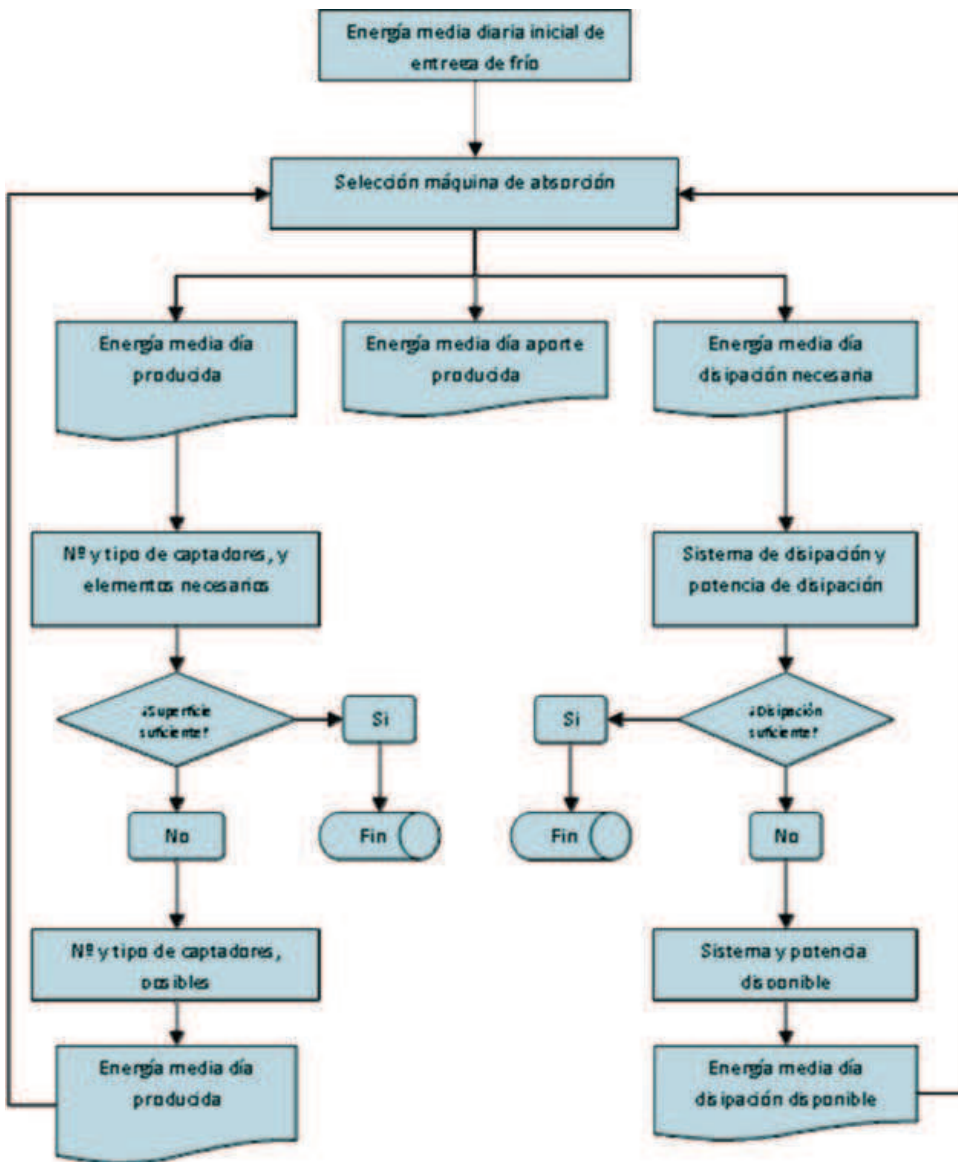 Energía media diaria inicial de
entrega de frío
Selección máquina de absorción
Energía media día
producida
Energía media día aporte
producida
Energía media día
disipación necesaria
Nº y tipo de captadores, y
elementos necesarios
Sistema de disipación y
potencia de disipación
¿Superficie
suficiente?
Si
Si
¿Disipación
suficiente?
No
Fin
Fin
No
Nº y tipo de captadores,
posibles
Sistema y potencia
disponible
Energía media día
producida
Energía media día
disipación disponible